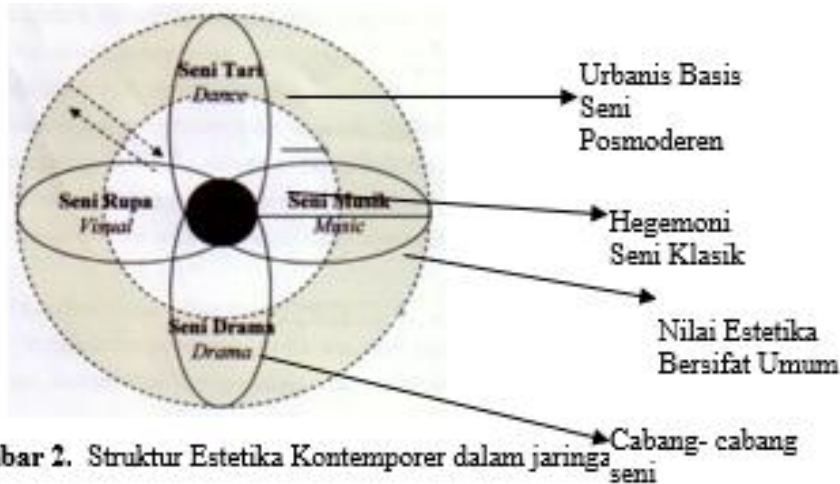 Seni Tari
Dance
Seni Rupa
Visual
Seni Musik
Music
Seni Drama
Drama
Urbanis Basis
Seni
Posmoderen
Hegemoni
Seni Klasik
Nilai Estetika
Bersifat Umum
Cabang- cabang
seni
bar 2. Struktur Estetika Kontemporer dalam jaringa